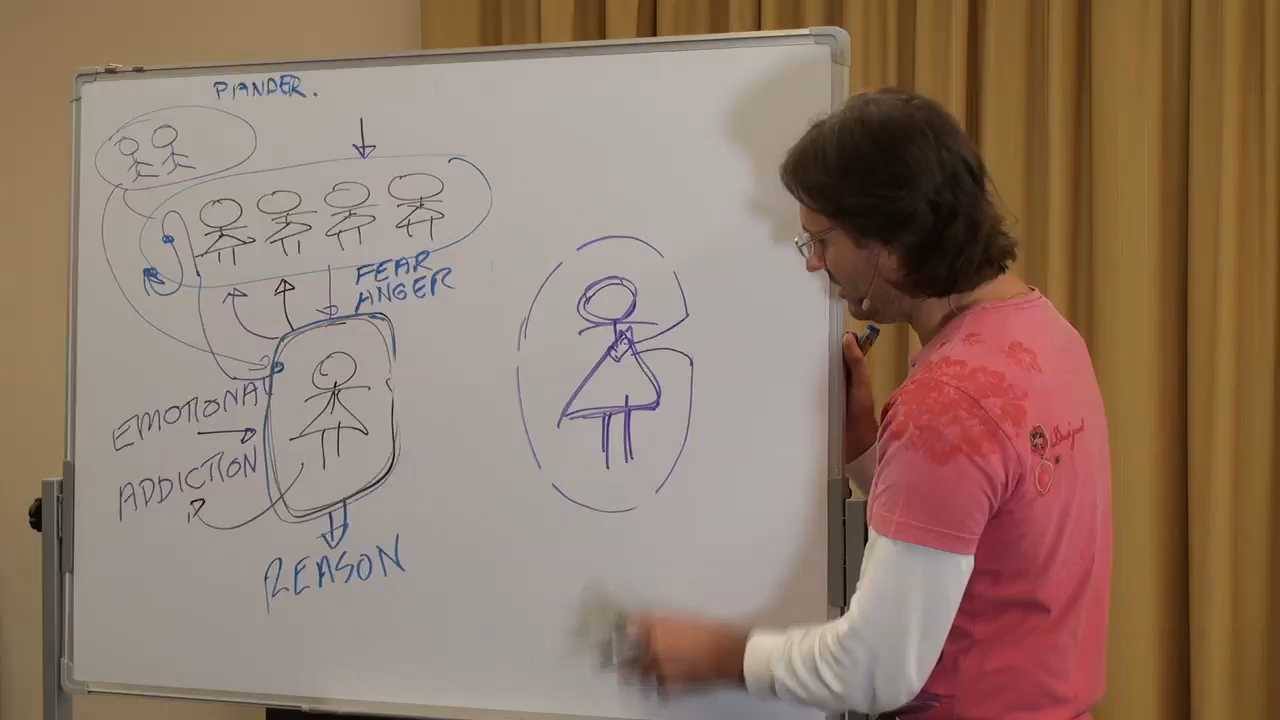 PANDER.
FEAR
ANGER
EMOTIONAL
ADDICTION
REASON